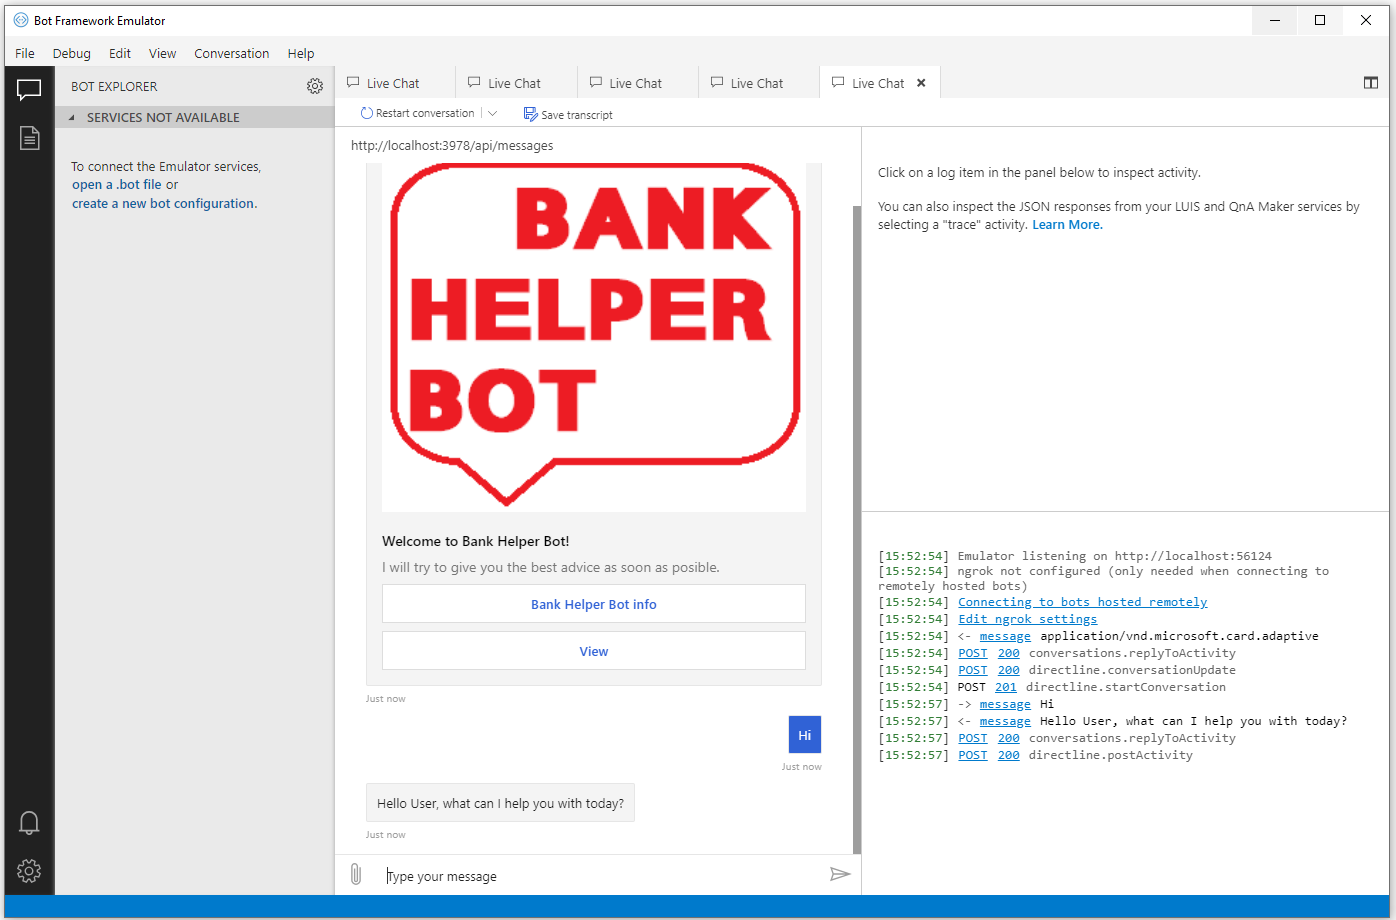 Bot Framework Emulator
File Debug Edit View Conversation Help
BOT EXPLORER
SERVICES NOT AVAILABLE
To connect the Emulator services,
open a .bot file or
create a new bot configuration.
Live Chat Live Chat Live Chat Live Chat Live Chat
Restart conversation Save transcript
http://localhost:3978/api/messages
BANK
HELPER
BOT
Welcome to Bank Helper Bot!
I will try to give you the best advice as soon as posible.
Bank Helper Bot info
View
Just now
Hi
Just now
Hello User, what can I help you with today?
Just now
Type your message
Click on a log item in the panel below to inspect activity.
You can also inspect the JSON responses from your LUIS and QnA Maker services by
selecting a "trace" activity. Learn More.
[15:52:54] Emulator listening on http://localhost:56124
[15:52:54] ngrok not configured (only needed when connecting to
remotely hosted bots)
[15:52:54] Connecting to bots hosted remotely
[15:52:54] Edit ngrok settings
[15:52:54] <- message application/vnd.microsoft.card.adaptive
[15:52:54] POST 200 conversations.replyToActivity
[15:52:54] POST 200 directline.conversationUpdate
[15:52:54] POST 201 directline.startConversation
[15:52:57] -> message Hi
[15:52:57] <- message Hello User, what can I help you with today?
[15:52:57] POST 200 conversations.replyToActivity
[15:52:57] POST 200 directline.postActivity